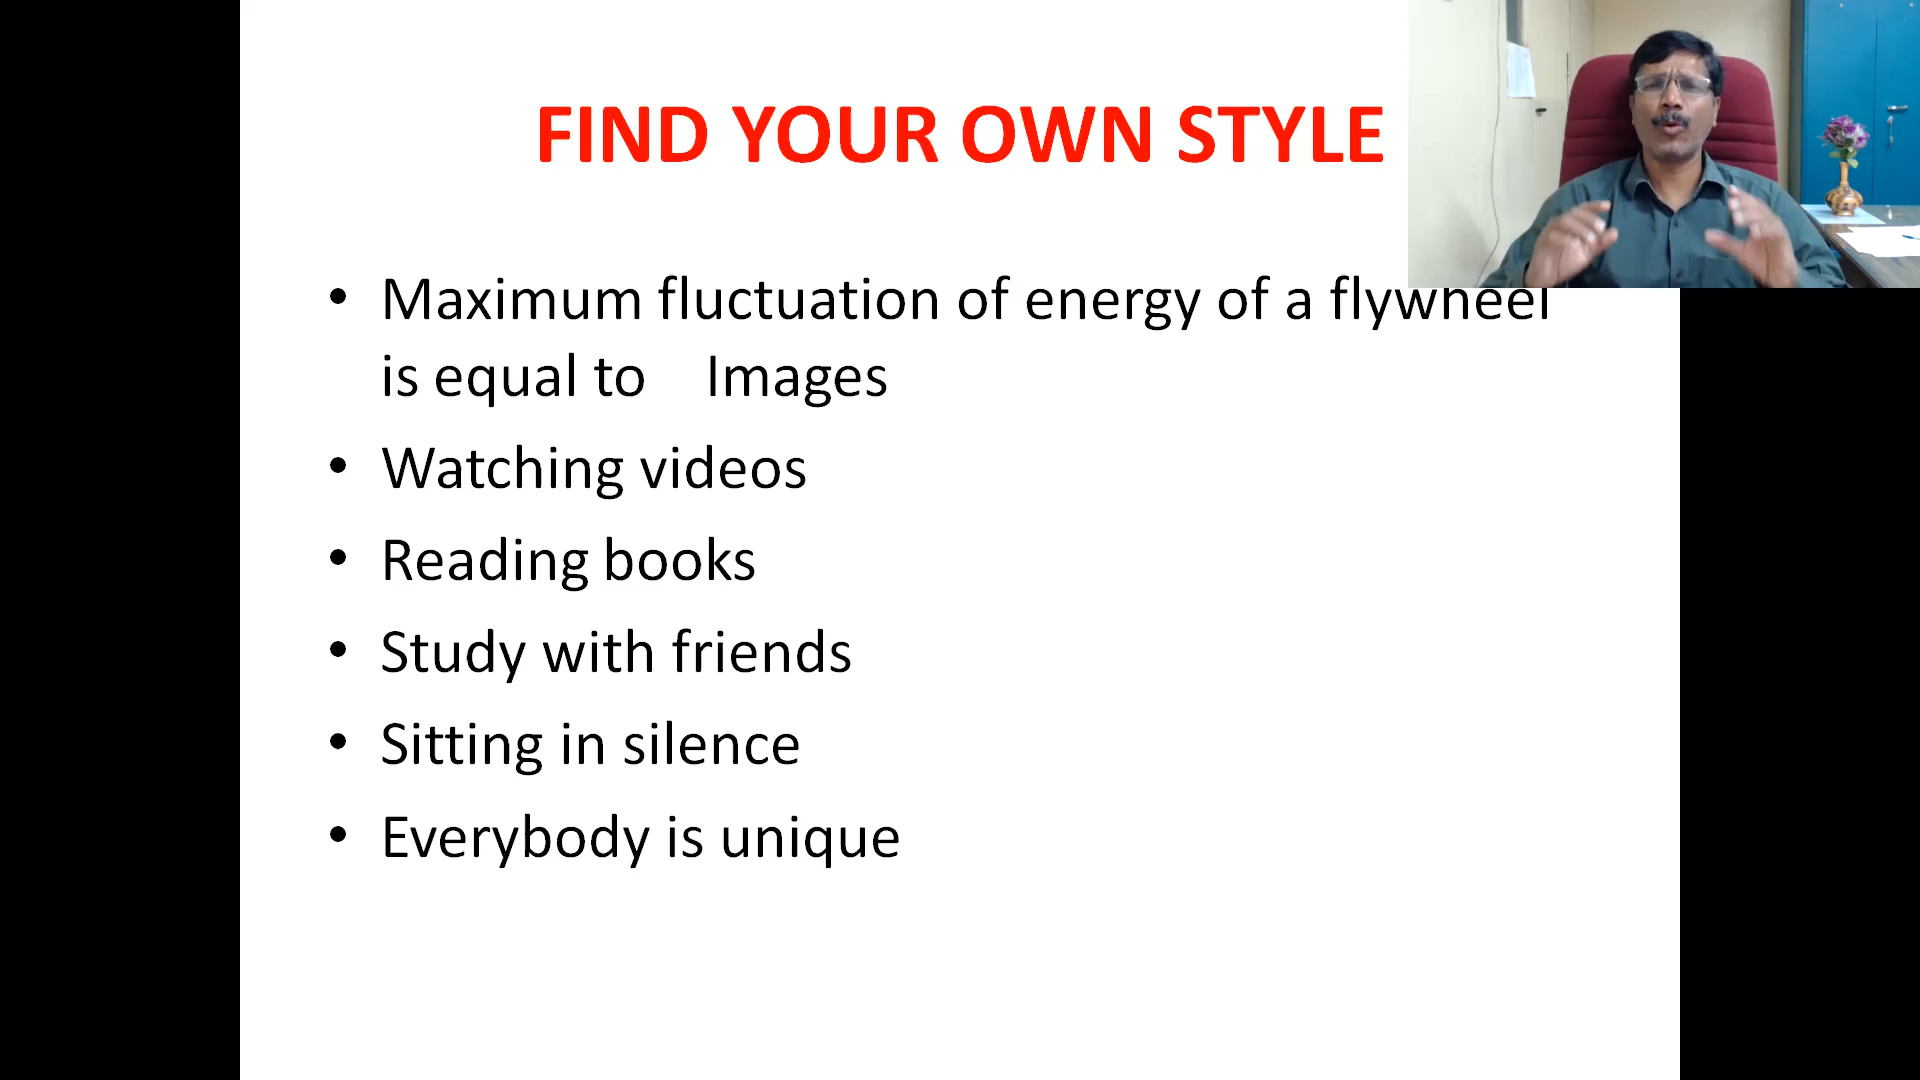 FIND YOUR OWN STYLE
• Maximum fluctuation of energy of a flywheel
is equal to    Images
• Watching videos
• Reading books
• Study with friends
• Sitting in silence
• Everybody is unique